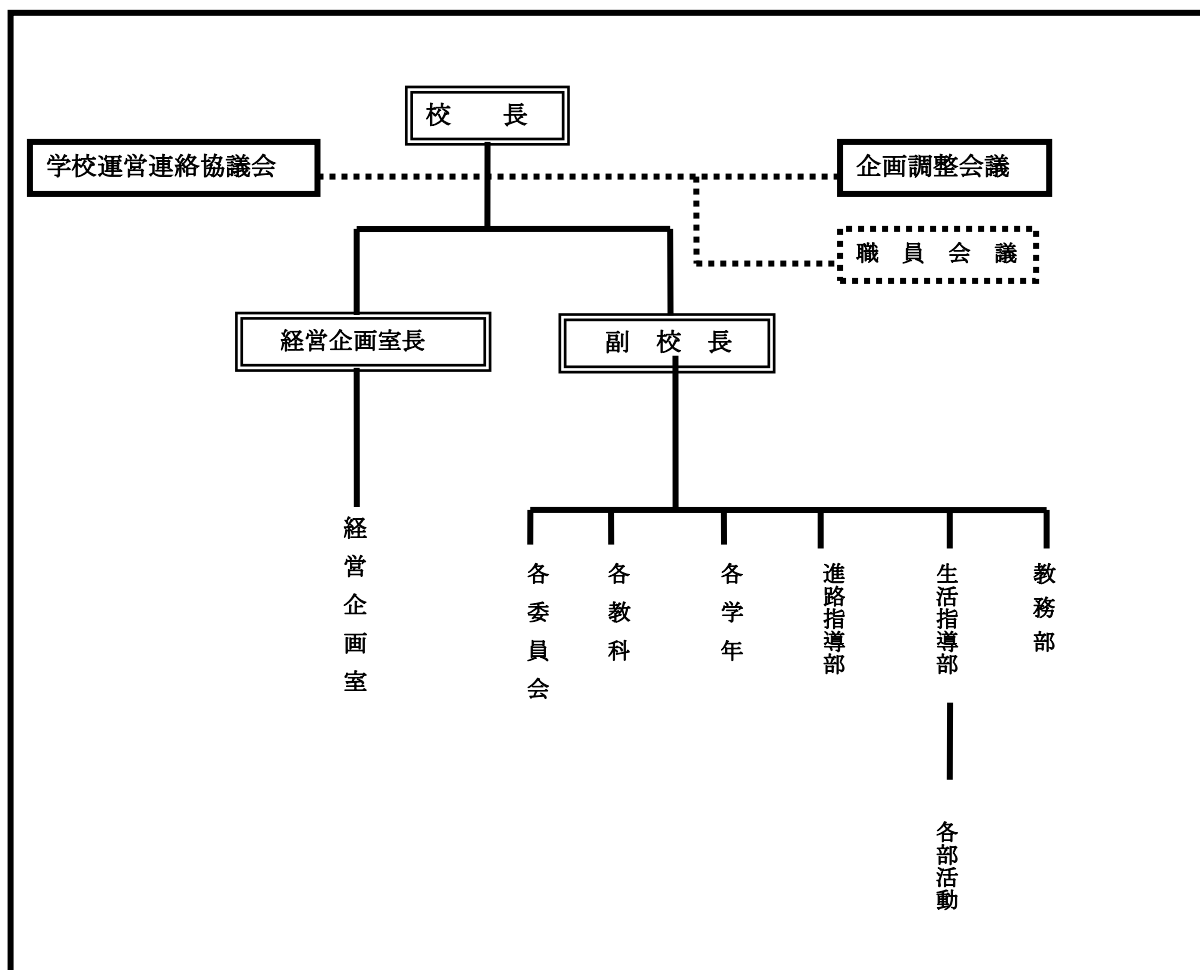 校 長
学校運営連絡協議会
企画調整会議
職 員 会 議
経営企画室長
副 校 長
経営企画室
各委員会
各教科
各学年
進路指導部
生活指導部
教務部
各部活動